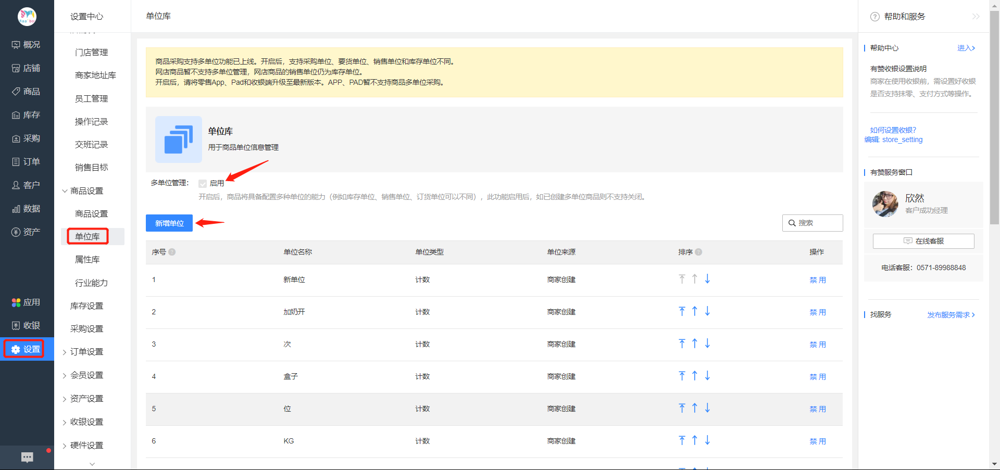 概况
店铺
商品
库存
采购
订单
客户
数据
资产
应用
收银
设置
设置中心
门店管理
商家地址库
员工管理
操作记录
交班记录
销售目标
商品设置
商品设置
单位库
属性库
行业能力
库存设置
采购设置
订单设置
会员设置
资产设置
收银设置
硬件设置
单位库
商品采购支持多单位功能已上线。开启后，支持采购单位、要货单位、销售单位和库存单位不同。
网店商品暂不支持多单位管理，网店商品的销售单位仍为库存单位。
开启后，请将零售App、Pad和收银端升级至最新版本。APP、PAD暂不支持商品多单位采购。
单位库
用于商品单位信息管理
多单位管理： 启用
开启后，商品将具备配置多种单位的能力（例如库存单位、销售单位、订货单位可以不同），此功能启用后，如已创建多单位商品则不支持关闭。
新增单位
搜索
序号 单位名称 单位类型 单位来源 排序 操作
1 新单位 计数 商家创建 禁用
2 加奶开 计数 商家创建 禁用
3 次 计数 商家创建 禁用
4 盒子 计数 商家创建 禁用
5 位 计数 商家创建 禁用
6 KG 计数 商家创建 禁用
帮助和服务
帮助中心 进入
有赞收银设置说明
商家在使用收银前，需设置好收银
是否支持抹零、支付方式等操作。
如何设置收银?
编辑: store_setting
有赞服务窗口
欣然
客户成功经理
在线客服
电话客服：0571-89988848
找服务 发布服务需求